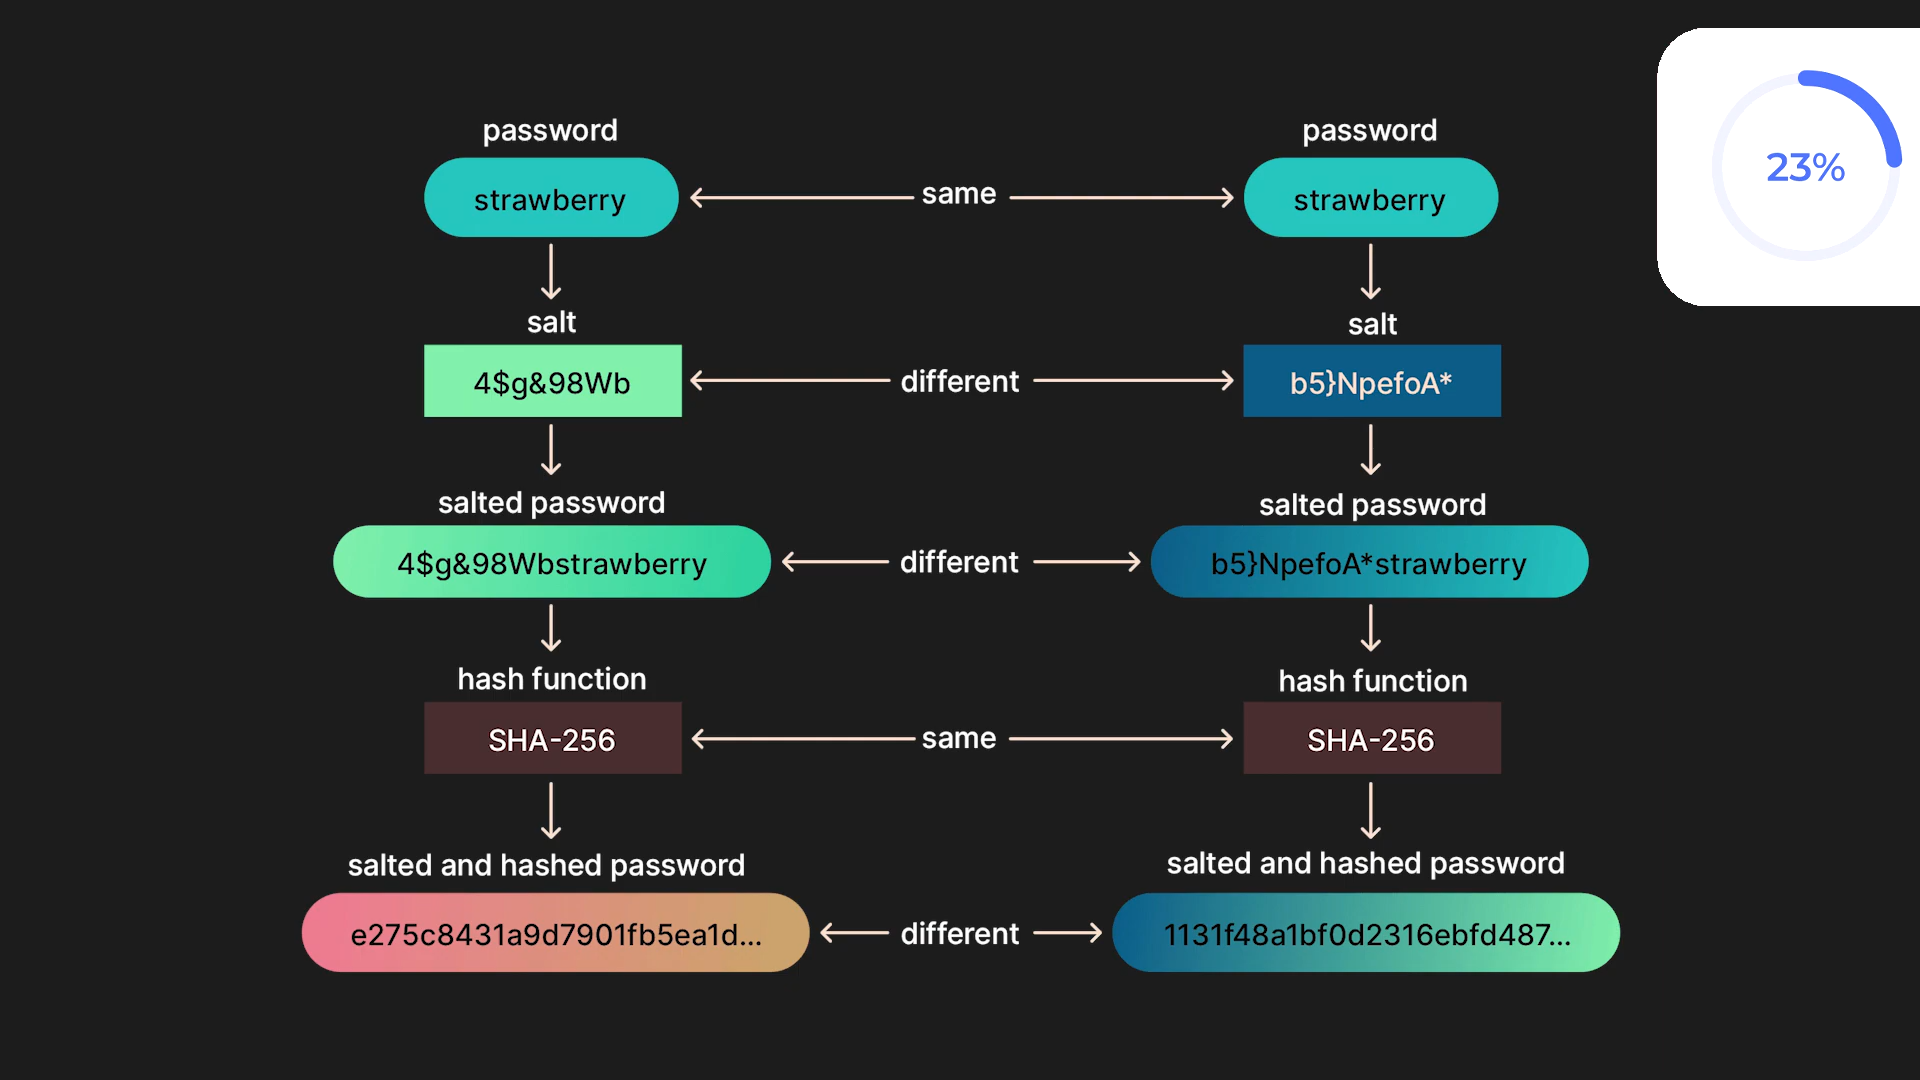 password
password
strawberry
same
strawberry
23%
salt
salt
4$g&98Wb
different
b5}NpefoA*
salted password
salted password
4$g&98Wbstrawberry
different
b5}NpefoA*strawberry
hash function
hash function
SHA-256
same
SHA-256
salted and hashed password
salted and hashed password
e275c8431a9d7901fb5ea1d...
different
1131f48a1bf0d2316ebfd487...